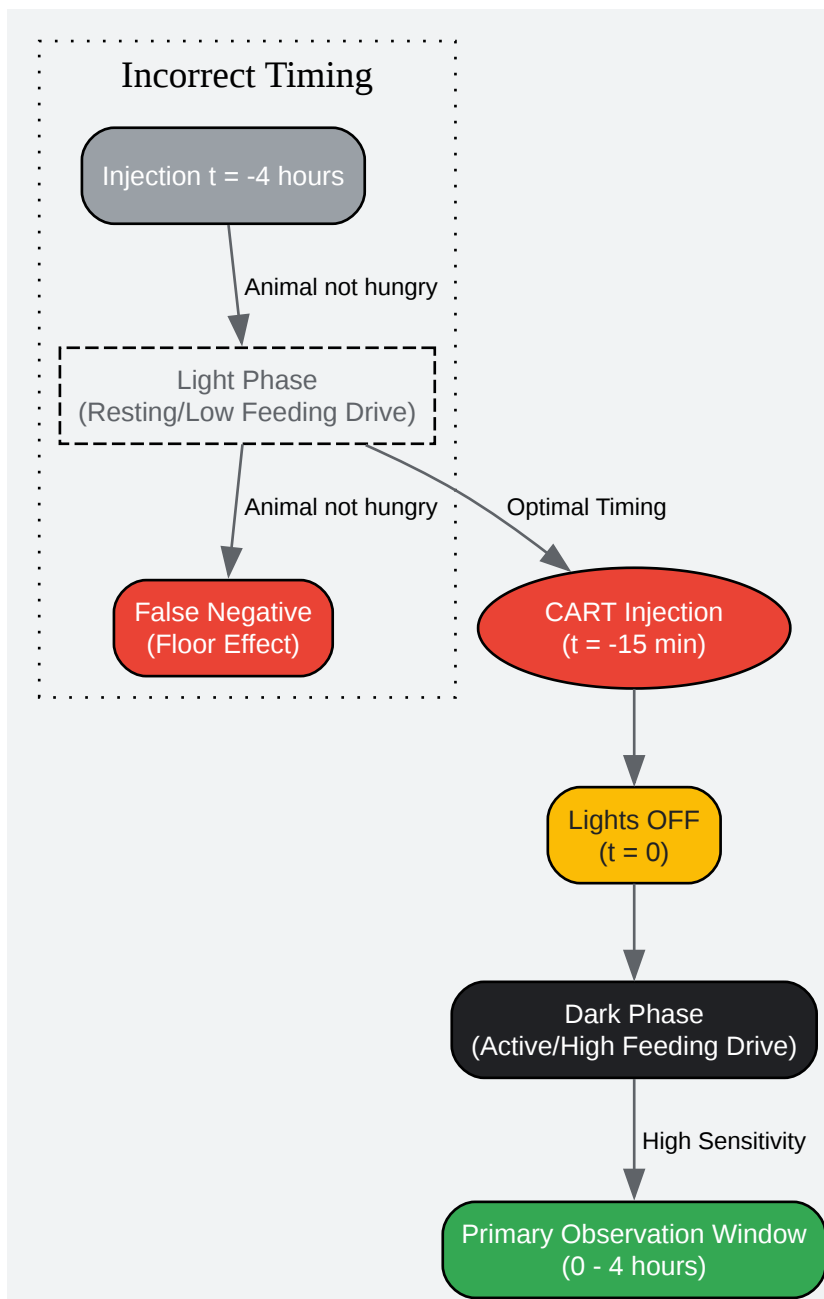 Incorrect Timing
Injection t = -4 hours
Animal not hungry
Light Phase
(Resting/Low Feeding Drive)
Animal not hungry
Optimal Timing
False Negative
(Floor Effect)
CART Injection
(t = -15 min)
Lights OFF
(t = 0)
Dark Phase
(Active/High Feeding Drive)
High Sensitivity
Primary Observation Window
(0 - 4 hours)